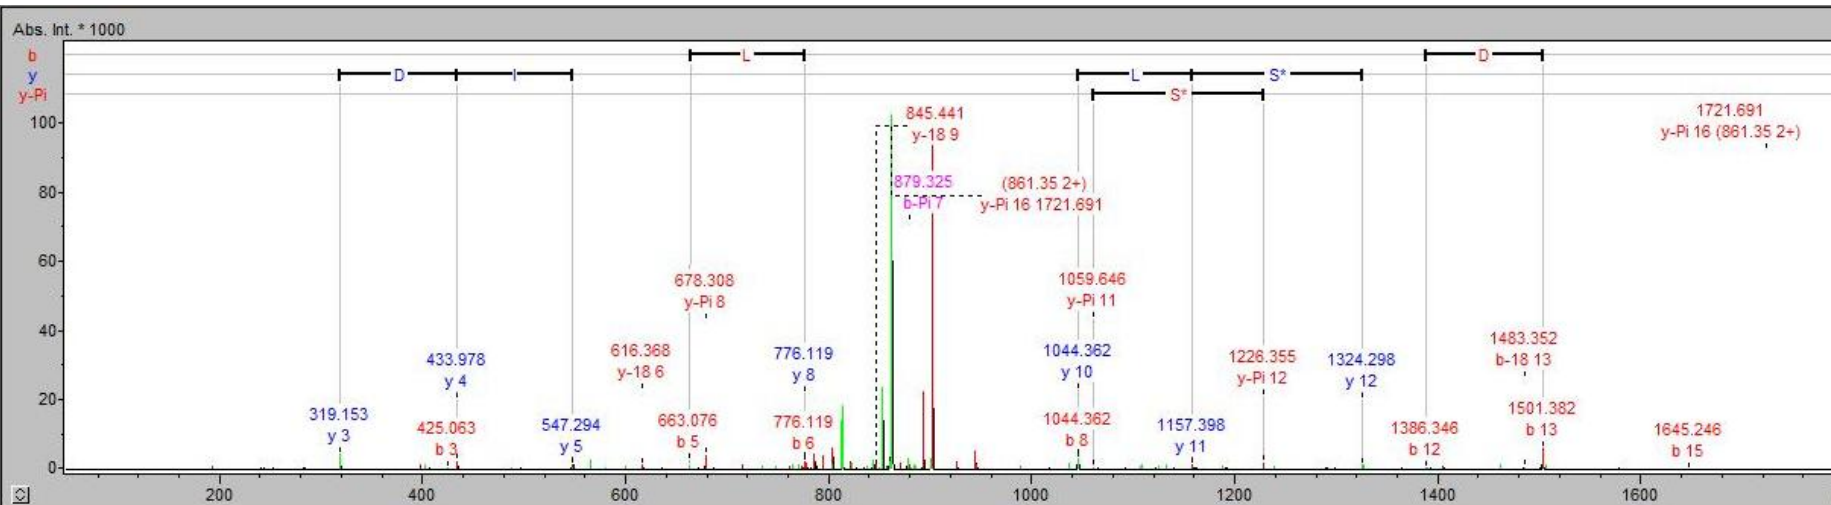 Abs. Int. * 1000
b
y
y-Pi
L
D
D
I
L
S*
S*
845.441
y-18 9
1721.691
y-Pi 16 (861.35 2+)
879.325
b-Pi 7
(861.35 2+)
y-Pi 16 1721.691
678.308
y-Pi 8
1059.646
y-Pi 11
616.368
y-18 6
433.978
y 4
776.119
y 8
1044.362
y 10
1226.355
y-Pi 12
1324.298
y 12
1483.352
b-18 13
319.153
y 3
425.063
b 3
547.294
y 5
663.076
b 5
776.119
b 6
1044.362
b 8
1157.398
y 11
1386.346
b 12
1501.382
b 13
1645.246
b 15
100
80
60
40
20
0
200 400 600 800 1000 1200 1400 1600